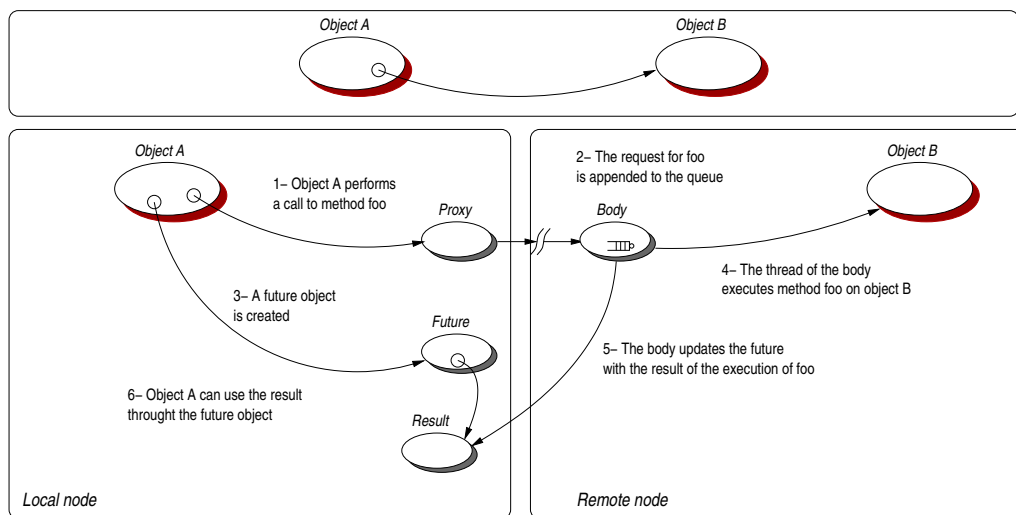 Object A
Object B
Object A
1– Object A performs
a call to method foo
Proxy
2– The request for foo
is appended to the queue
Body
Object B
4– The thread of the body
executes method foo on object B
3– A future object
is created
Future
5– The body updates the future
with the result of the execution of foo
6– Object A can use the result
throught the future object
Result
Local node
Remote node